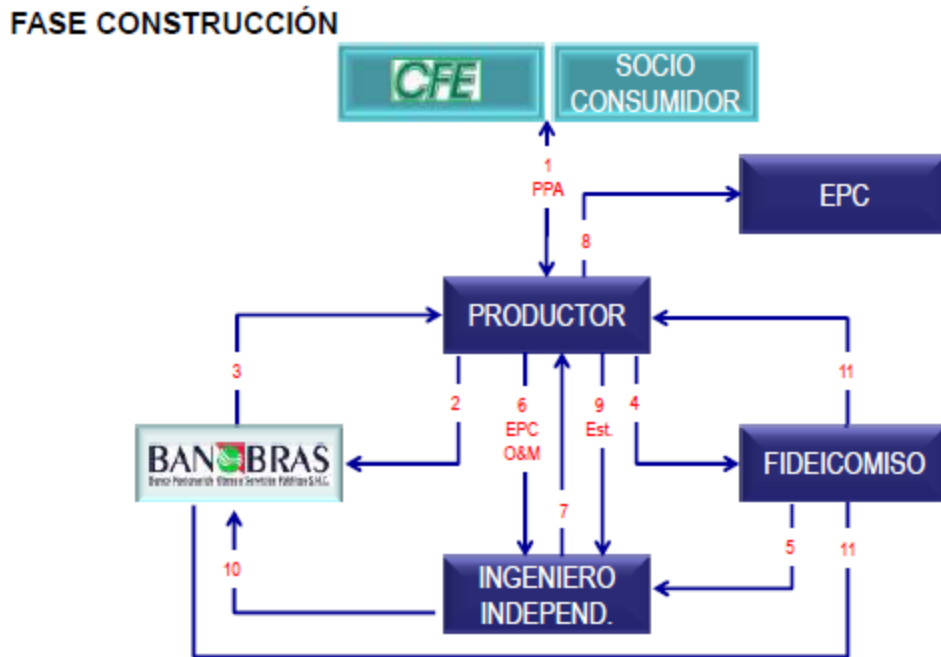 FASE CONSTRUCCIÓN
CFE
SOCIO
CONSUMIDOR
1
PPA
EPC
8
PRODUCTOR
3
2
6
EPC
O&M
9
Est.
4
11
BANOBRAS
FIDEICOMISO
7
5
11
10
INGENIERO
INDEPEND.